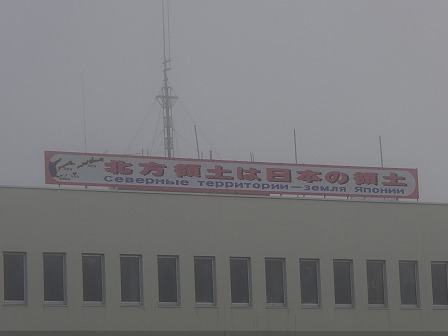 北方領土は日本の領土
Северные территории—земля Японии